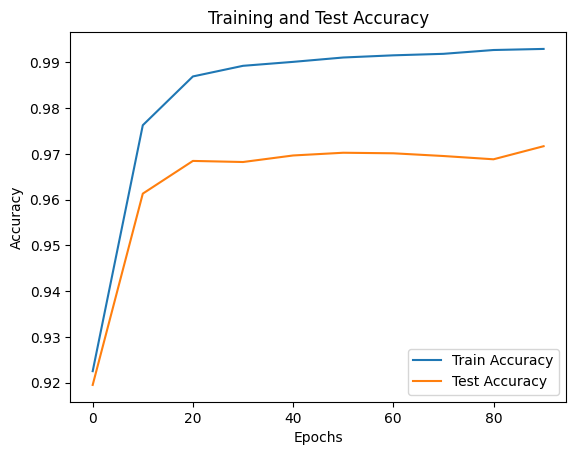 Training and Test Accuracy
0.99
0.98
0.97
0.96
0.95
0.94
0.93
0.92
Accuracy
Train Accuracy
Test Accuracy
0 20 40 60 80
Epochs